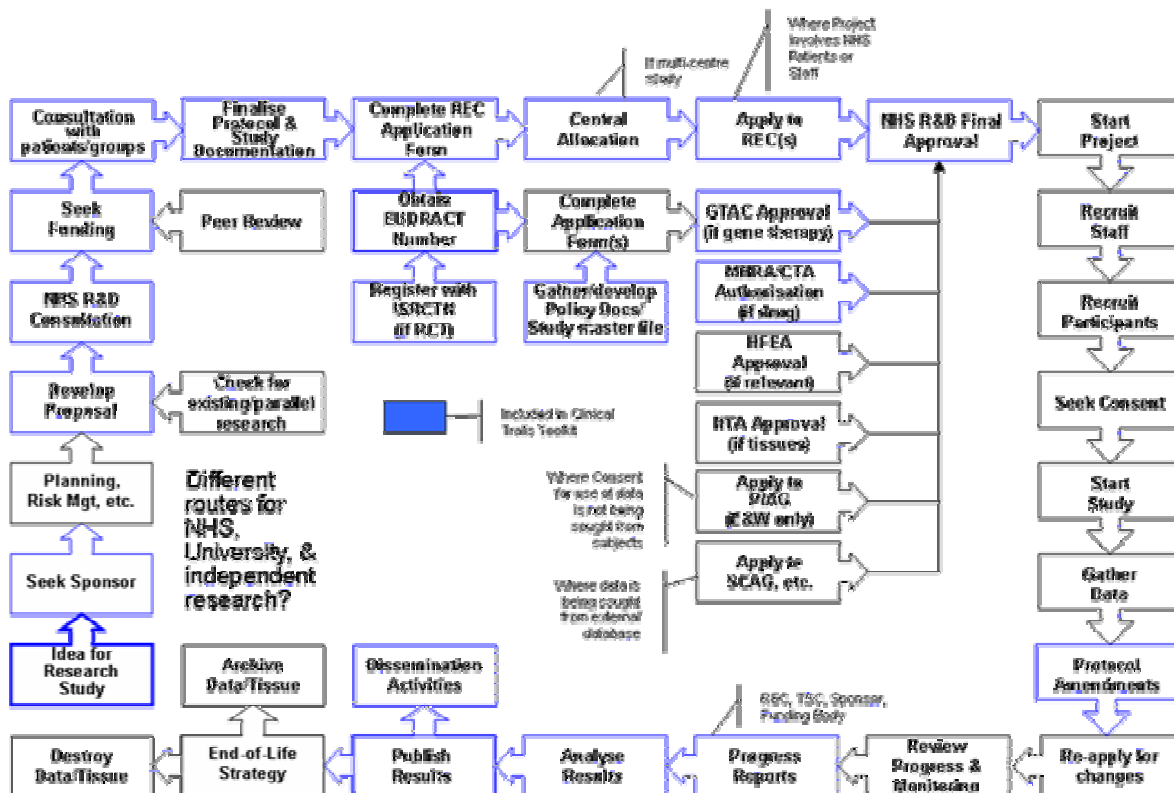 Where Project
Involves NHS
Patients or
Staff
If multi-centre
study
Consultation
with
patients/groups
Finalise
Protocol &
Study
Documentation
Complete REC
Application
Form
Central
Allocation
Apply to
REC(s)
NHS R&D Final
Approval
Start
Project
Seek
Funding
Peer Review
Obtain
EUDRACT
Number
Complete
Application
Form(s)
GTAC Approval
(if gene therapy)
Recruit
Staff
NHS R&D
Consultation
Register with
ISRCTN
(if RCT)
Gather/develop
Policy Docs/
Study master file
MHRA/CTA
Authorisation
(if drug)
Recruit
Participants
Develop
Proposal
Check for
existing/parallel
research
Included in Clinical
Trails Toolkit
HFEA
Approval
(if relevant)
Seek Consent
HTA Approval
(if tissues)
Planning,
Risk Mgt, etc.
Different
routes for
NHS,
University, &
independent
research?
Where Consent
for use of data
is not being
sought from
subjects
Apply to
PIAG
(E&W only)
Start
Study
Seek Sponsor
Where data is
being sought
from external
database
Apply to
SCAG, etc.
Gather
Data
Idea for
Research
Study
Archive
Data/Tissue
Dissemination
Activities
Protocol
Amendments
REC, TSC, Sponsor,
Funding Body
Destroy
Data/Tissue
End-of-Life
Strategy
Publish
Results
Analyse
Results
Progress
Reports
Review
Progress &
Monitoring
Re-apply for
changes